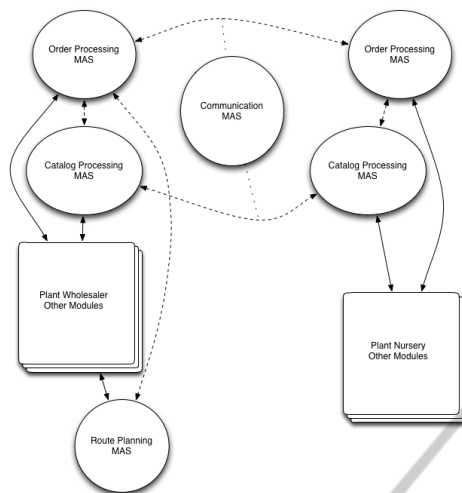 Order Processing
MAS
Order Processing
MAS
Communication
MAS
Catalog Processing
MAS
Catalog Processing
MAS
Plant Wholesaler
Other Modules
Plant Nursery
Other Modules
Route Planning
MAS